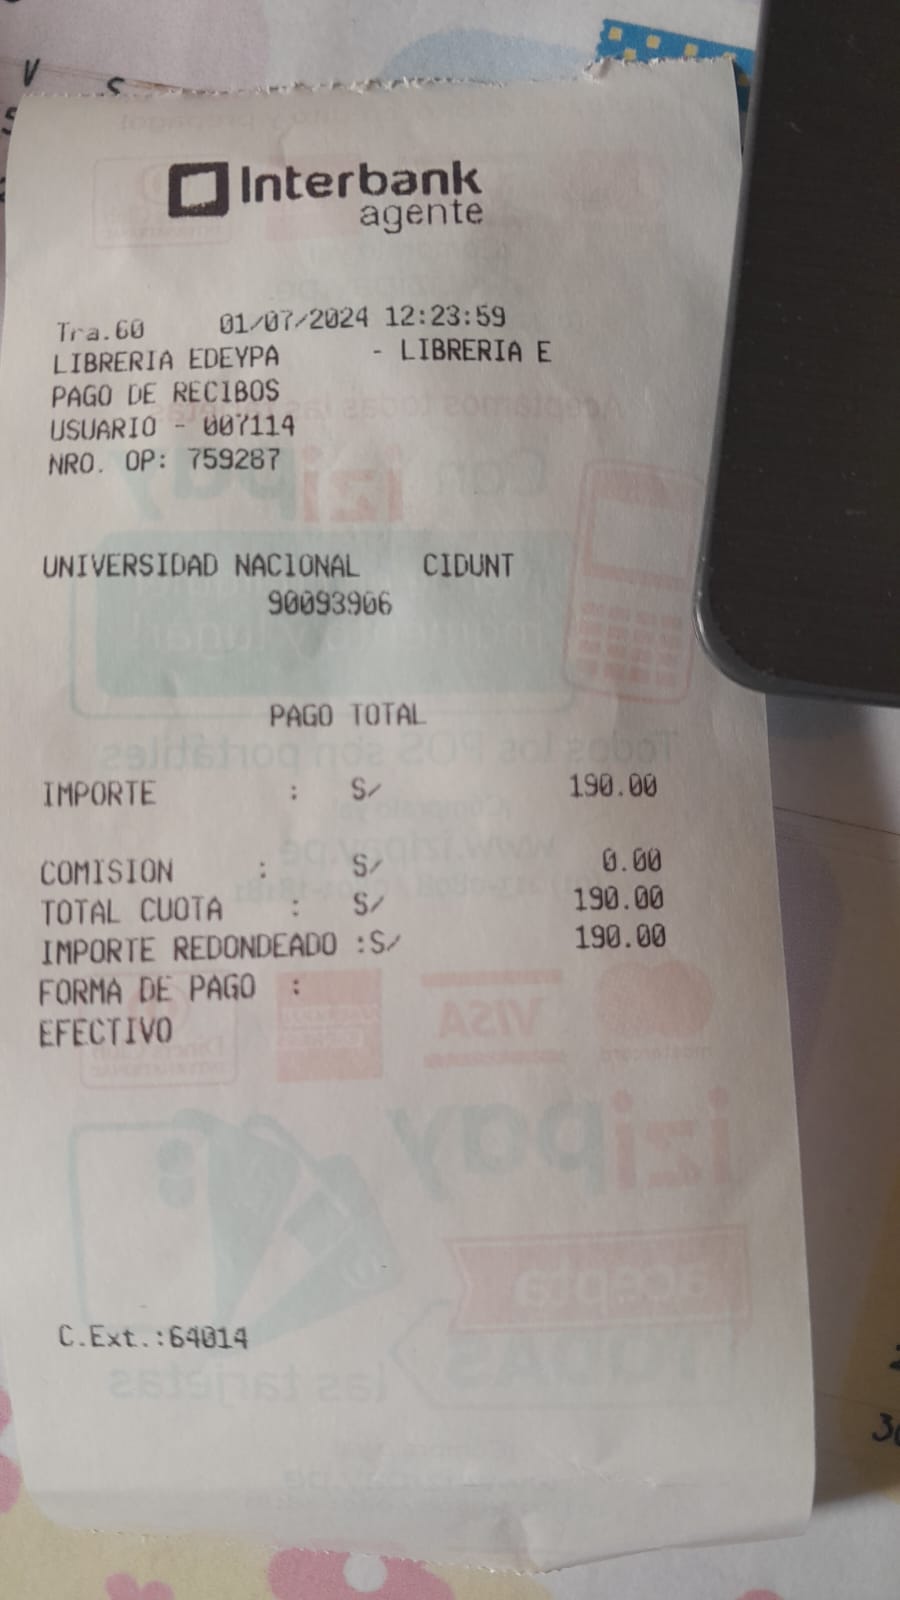 Interbank
agente
Tra.60 01/07/2024 12:23:59
LIBRERIA EDEYPA - LIBRERIA E
PAGO DE RECIBOS
USUARIO - 007114
NRO. OP: 759287
UNIVERSIDAD NACIONAL CIDUNT
90093906
PAGO TOTAL
IMPORTE : S/ 190.00
COMISION : S/ 0.00
TOTAL CUOTA : S/ 190.00
IMPORTE REDONDEADO :S/ 190.00
FORMA DE PAGO :
EFECTIVO
C.Ext.:64014